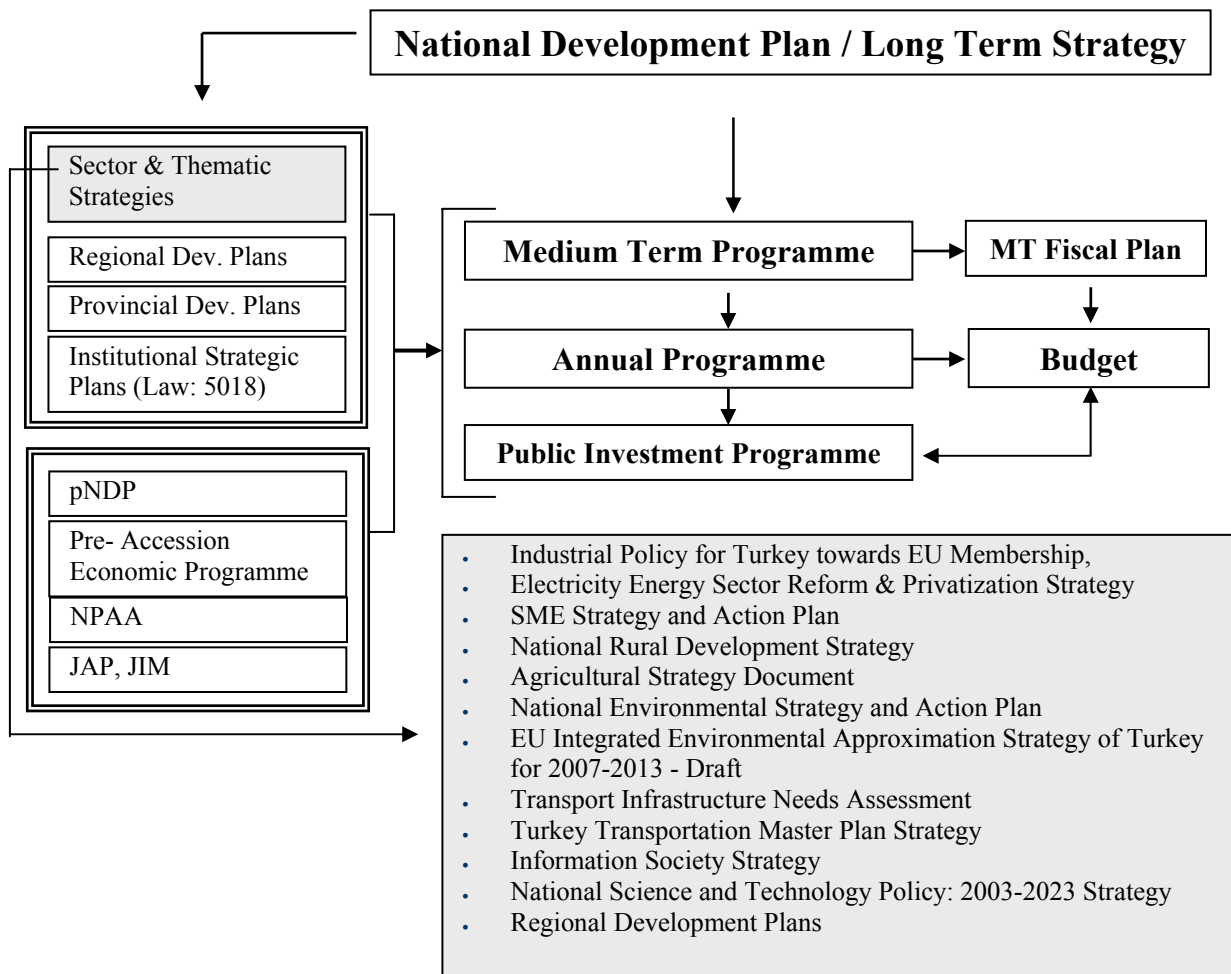 National Development Plan / Long Term Strategy
Sector & Thematic
Strategies
Regional Dev. Plans
Provincial Dev. Plans
Institutional Strategic
Plans (Law: 5018)
pNDP
Pre- Accession
Economic Programme
NPAA
JAP, JIM
Medium Term Programme
MT Fiscal Plan
Annual Programme
Budget
Public Investment Programme
• Industrial Policy for Turkey towards EU Membership,
• Electricity Energy Sector Reform & Privatization Strategy
• SME Strategy and Action Plan
• National Rural Development Strategy
• Agricultural Strategy Document
• National Environmental Strategy and Action Plan
• EU Integrated Environmental Approximation Strategy of Turkey
for 2007-2013 - Draft
• Transport Infrastructure Needs Assessment
• Turkey Transportation Master Plan Strategy
• Information Society Strategy
• National Science and Technology Policy: 2003-2023 Strategy
• Regional Development Plans